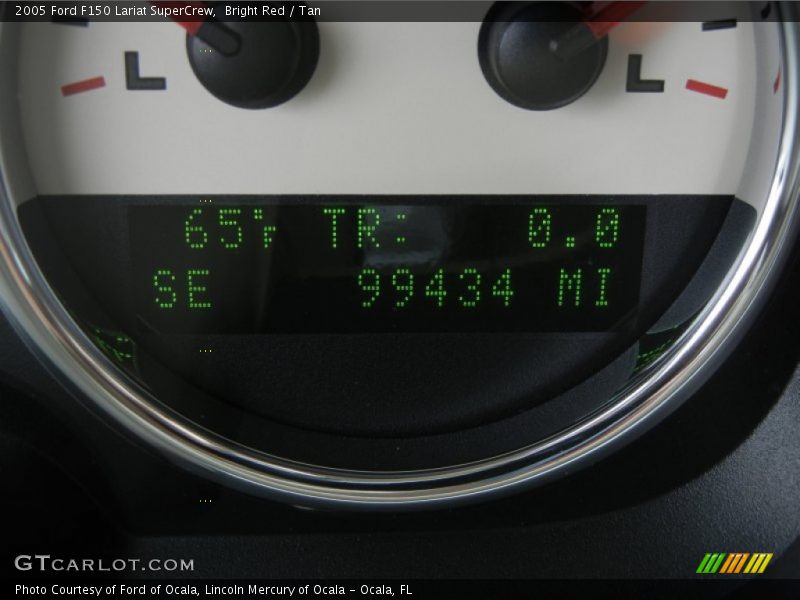 2005 Ford F150 Lariat SuperCrew,  Bright Red / Tan
L L
65°F TR: 0.0
SE 99434 MI
GTCARLOT.COM
Photo Courtesy of Ford of Ocala, Lincoln Mercury of Ocala - Ocala, FL